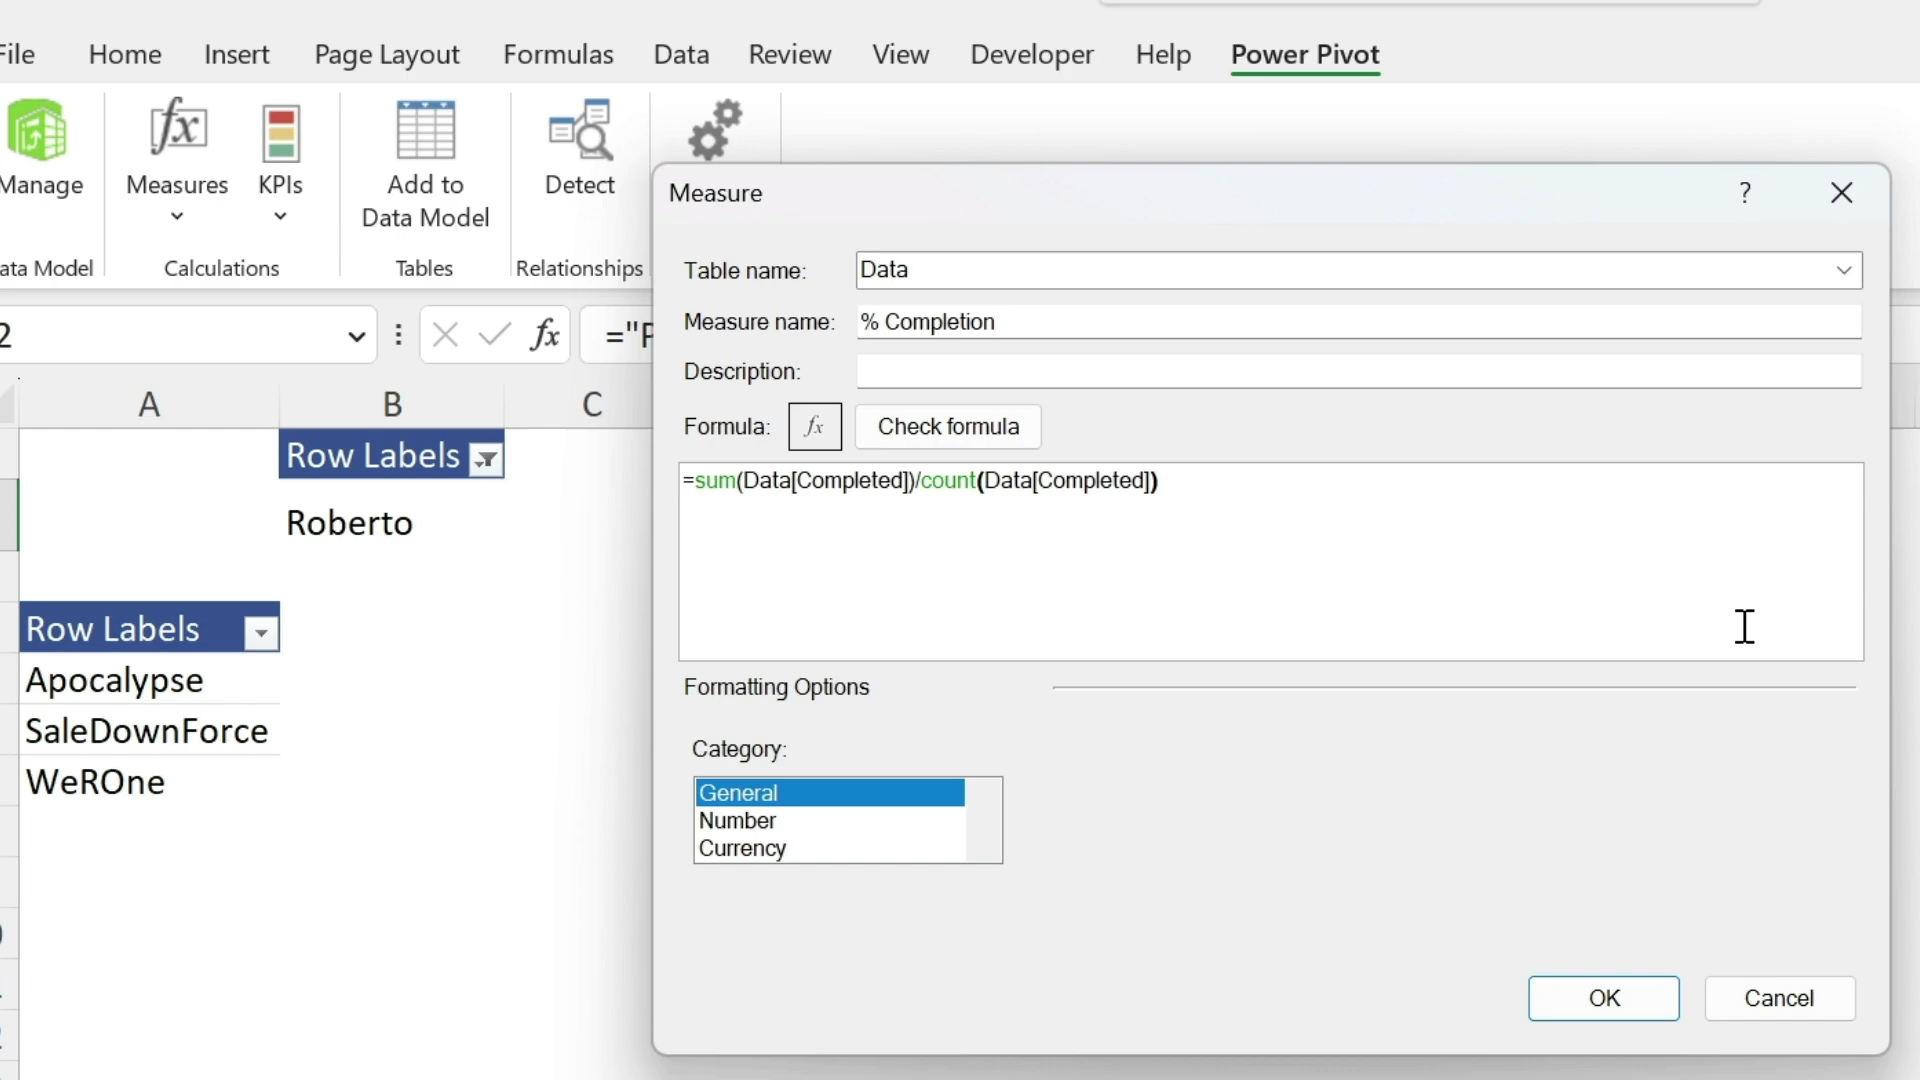 File Home Insert Page Layout Formulas Data Review View Developer Help Power Pivot
Manage
Measures
KPIs
Add to
Data Model
Detect
Data Model
Calculations
Tables
Relationships
="P
fx
A B C
Row Labels
Roberto
Row Labels
Apocalypse
SaleDownForce
WeROne
Measure
?
Table name: Data
Measure name: % Completion
Description:
Formula: fx Check formula
=sum(Data[Completed])/count(Data[Completed])
Formatting Options
Category:
General
Number
Currency
OK Cancel